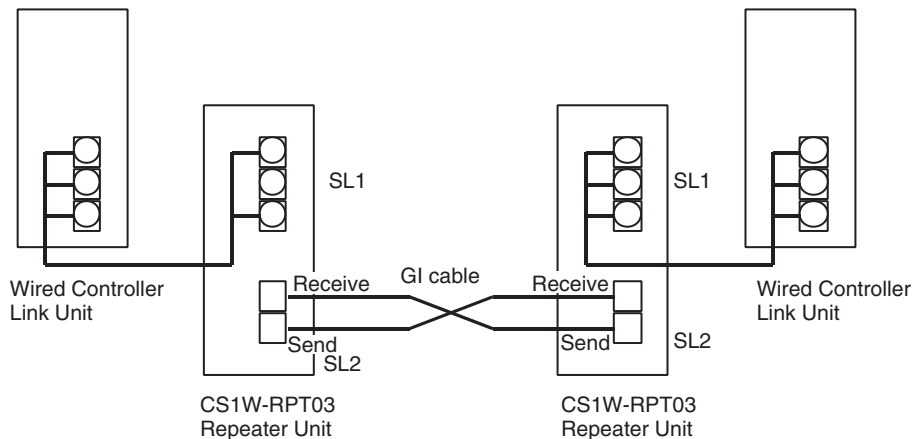 SL1
SL1
Wired Controller
Link Unit
Receive
GI cable
Receive
Wired Controller
Link Unit
Send
SL2
Send
SL2
CS1W-RPT03
Repeater Unit
CS1W-RPT03
Repeater Unit